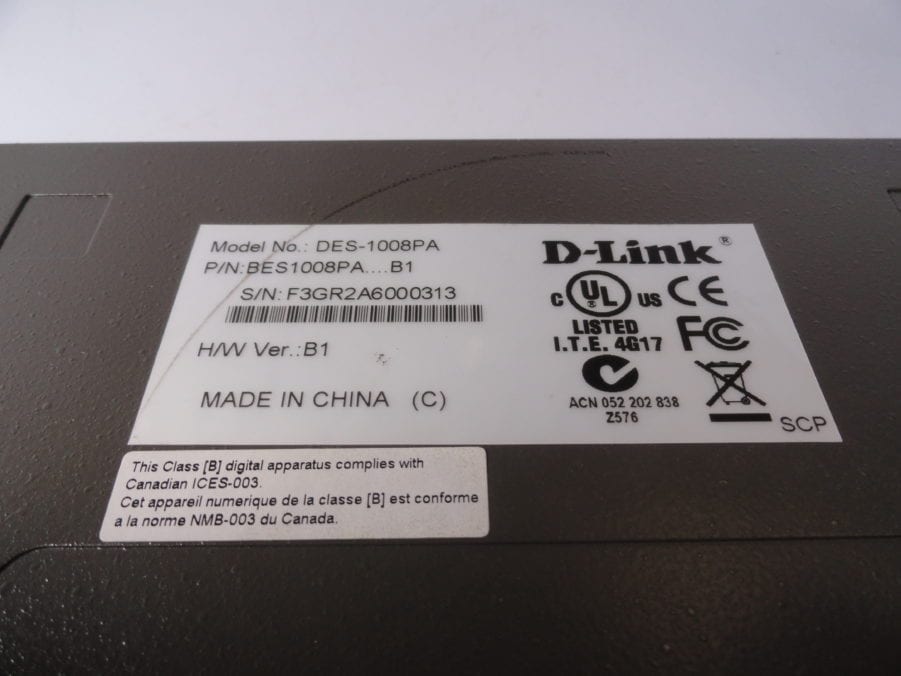 Model No.: DES-1008PA
P/N:BES1008PA....B1
S/N: F3GR2A6000313
H/W Ver.:B1
MADE IN CHINA (C)
D-Link®
C UL ® US CE
LISTED
I.T.E. 4G17
FC
ACN 052 202 838
Z576
SCP
This Class [B] digital apparatus complies with
Canadian ICES-003.
Cet appareil numerique de la classe [B] est conforme
a la norme NMB-003 du Canada.